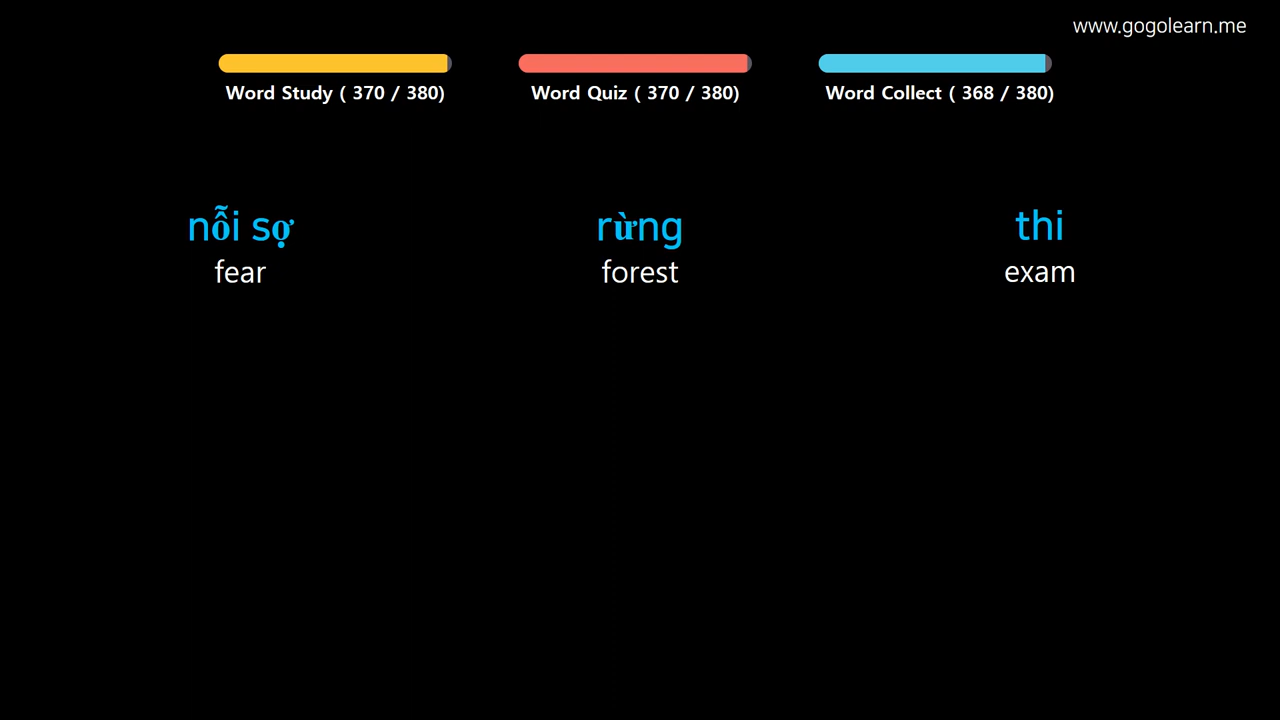 www.gogolearn.me
Word Study ( 370 / 380)
Word Quiz ( 370 / 380)
Word Collect ( 368 / 380)
nỗi sợ
fear
rừng
forest
thi
exam